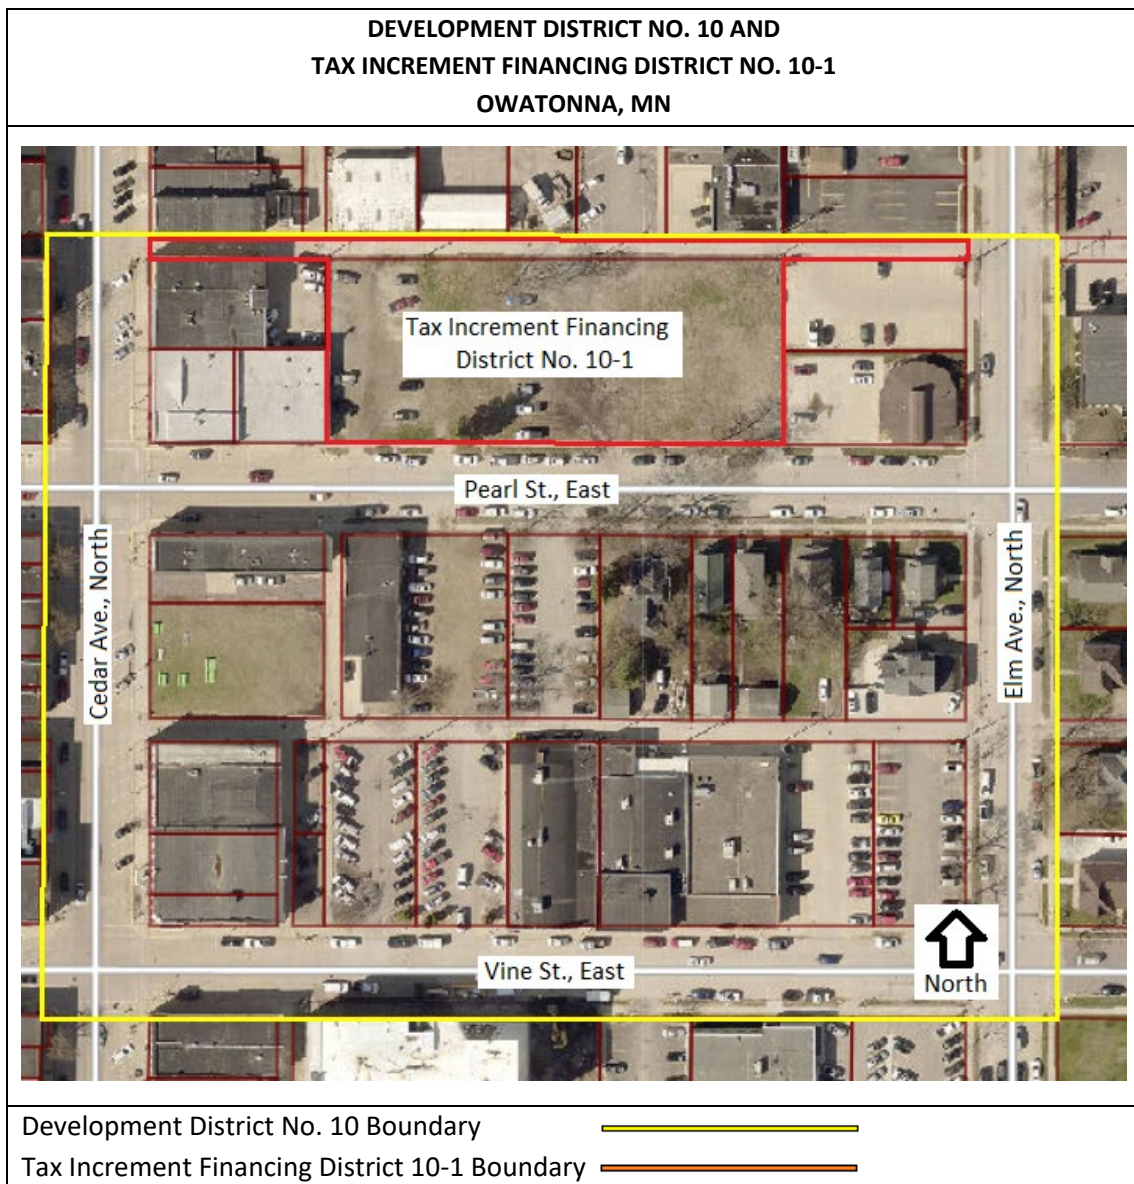 DEVELOPMENT DISTRICT NO. 10 AND
TAX INCREMENT FINANCING DISTRICT NO. 10-1
OWATONNA, MN
Tax Increment Financing
District No. 10-1
Pearl St., East
Cedar Ave., North
Elm Ave., North
Vine St., East
North
Development District No. 10 Boundary
Tax Increment Financing District 10-1 Boundary